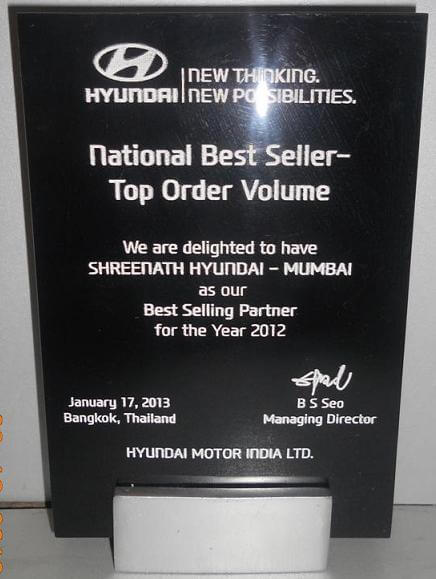 HYUNDAI
NEW THINKING.
NEW POSSIBILITIES.
National Best Seller-
Top Order Volume
We are delighted to have
SHREENATH HYUNDAI - MUMBAI
as our
Best Selling Partner
for the Year 2012
January 17, 2013
Bangkok, Thailand
B S Seo
Managing Director
HYUNDAI MOTOR INDIA LTD.